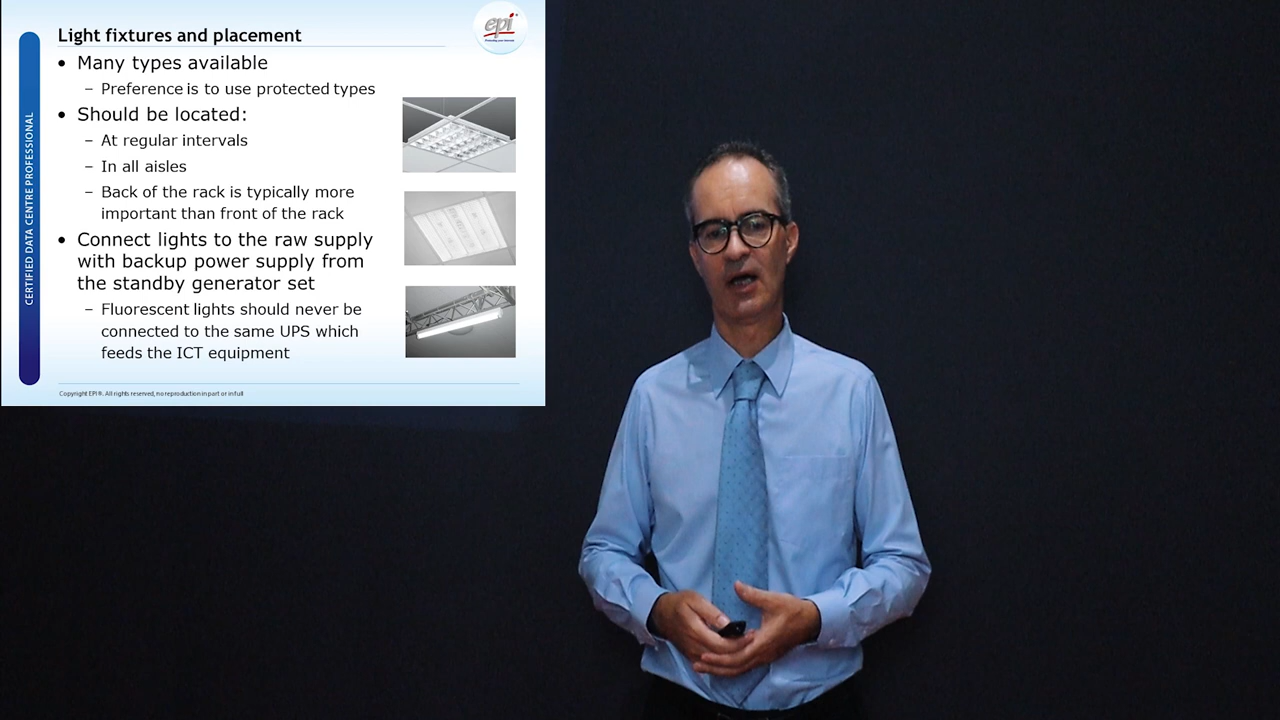 Light fixtures and placement
epi
• Many types available
– Preference is to use protected types
• Should be located:
– At regular intervals
– In all aisles
– Back of the rack is typically more
important than front of the rack
• Connect lights to the raw supply
with backup power supply from
the standby generator set
– Fluorescent lights should never be
connected to the same UPS which
feeds the ICT equipment
CERTIFIED DATA CENTRE PROFESSIONAL
Copyright EPI®. All rights reserved, no reproduction in part or in full